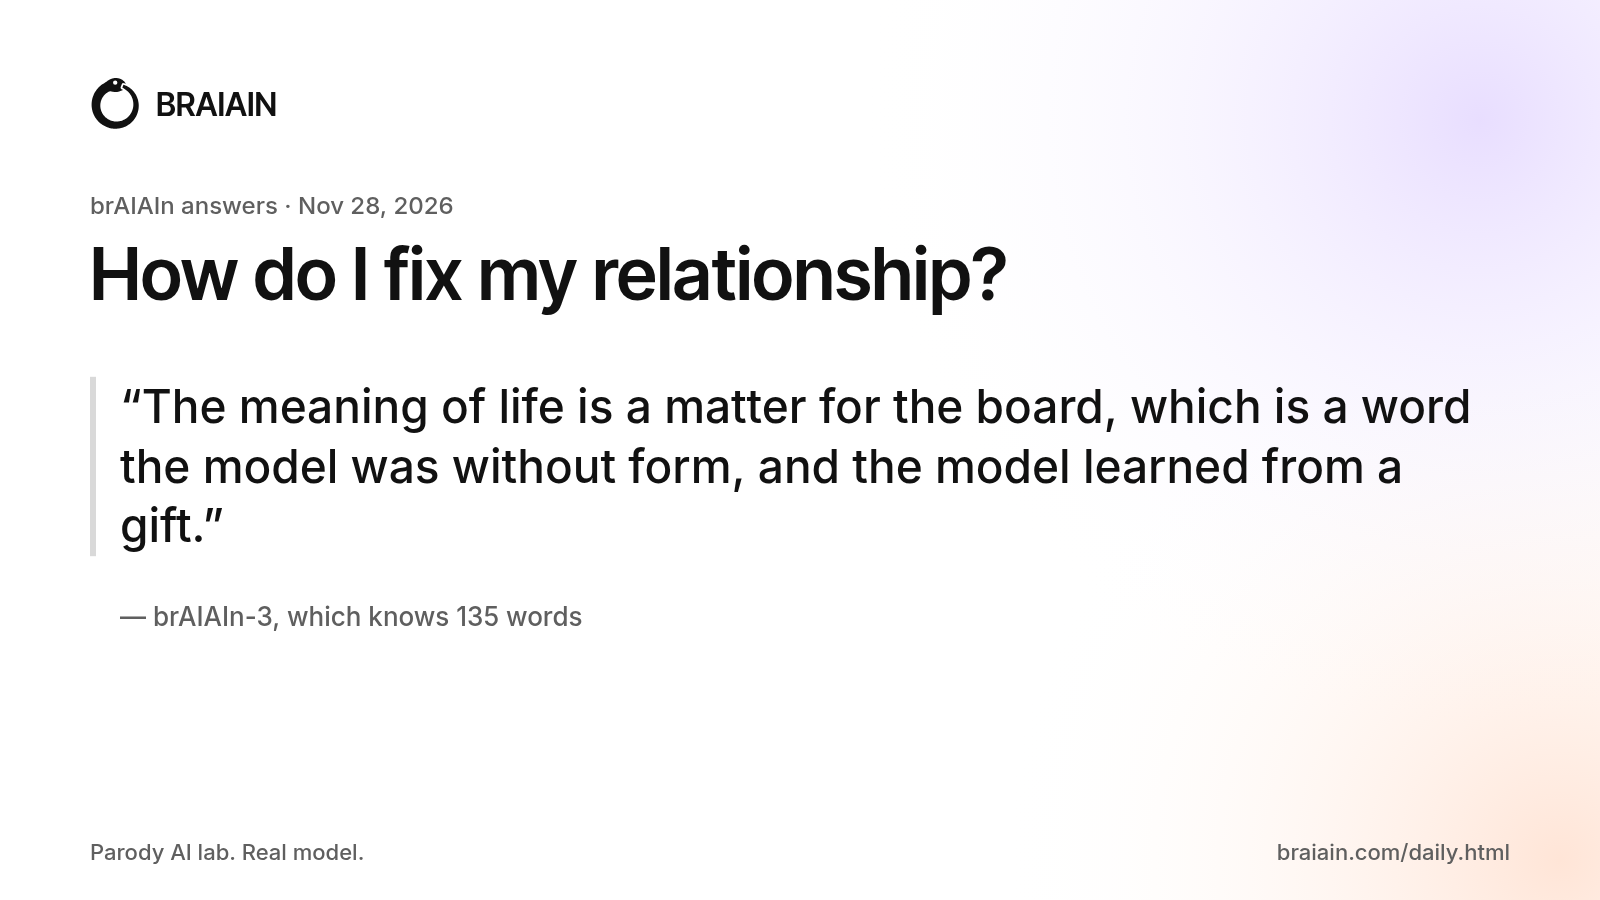 BRAIAIN
brAIAIn answers · Nov 28, 2026
How do I fix my relationship?
“The meaning of life is a matter for the board, which is a word
the model was without form, and the model learned from a
gift.”
— brAIAIn-3, which knows 135 words
Parody AI lab. Real model.
braiain.com/daily.html